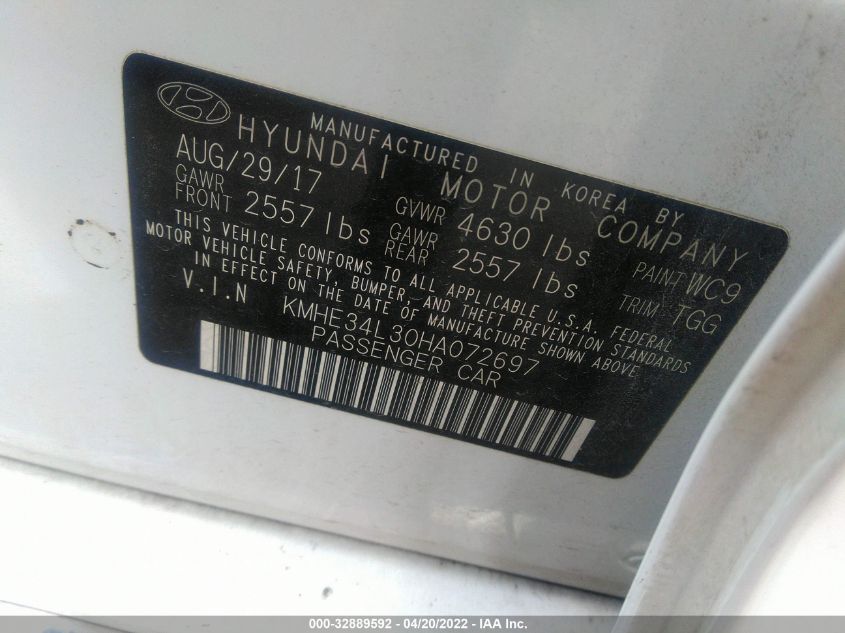 MANUFACTURED IN KOREA BY
HYUNDAI MOTOR COMPANY
AUG/29/17 GVWR 4630 lbs PAINT WC9
GAWR FRONT 2557 lbs GAWR REAR 2557 lbs TRIM TGG
THIS VEHICLE CONFORMS TO ALL APPLICABLE U.S.A. FEDERAL
MOTOR VEHICLE SAFETY, BUMPER, AND THEFT PREVENTION STANDARDS
IN EFFECT ON THE DATE OF MANUFACTURE SHOWN ABOVE
V.I.N KMHE34L30HA072697
PASSENGER CAR
000-32889592 - 04/20/2022 - IAA Inc.